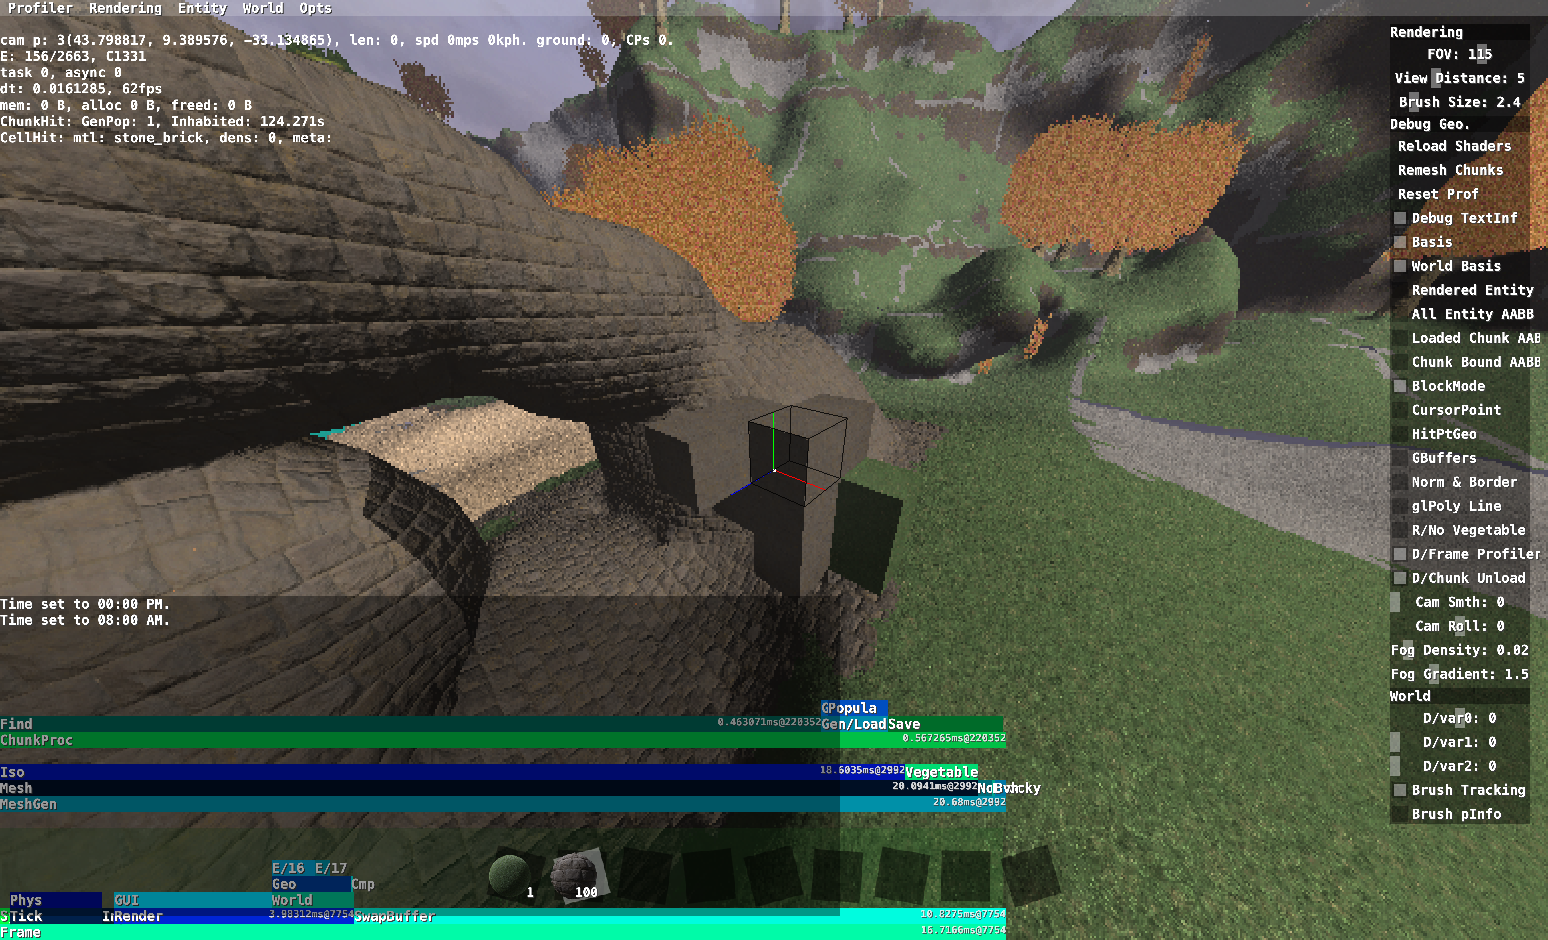 Profiler Rendering Entity World Opts
cam p: 3(43.798817, 9.389576, -33.134865), len: 0, spd 0mps 0kph. ground: 0, CPs 0.
E: 156/2663, C1331
task 0, async 0
dt: 0.0161285, 62fps
mem: 0 B, alloc 0 B, freed: 0 B
ChunkHit: GenPop: 1, Inhabited: 124.271s
CellHit: mtl: stone_brick, dens: 0, meta:
Rendering
FOV: 115
View Distance: 5
Brush Size: 2.4
Debug Geo.
Reload Shaders
Remesh Chunks
Reset Prof
Debug TextInf
Basis
World Basis
Rendered Entity
All Entity AABB
Loaded Chunk AAB
Chunk Bound AABB
BlockMode
CursorPoint
HitPtGeo
GBuffers
Norm & Border
glPoly Line
R/No Vegetable
D/Frame Profiler
D/Chunk Unload
Cam Smth: 0
Cam Roll: 0
Fog Density: 0.02
Fog Gradient: 1.5
World
D/var0: 0
D/var1: 0
D/var2: 0
Brush Tracking
Brush pInfo
Time set to 00:00 PM.
Time set to 08:00 AM.
GPopula
Find 0.463071ms@220352 Gen/Load Save
ChunkProc 0.567265ms@220352
Iso 18.6035ms@2992 Vegetable
Mesh 20.0941ms@2992
MeshGen 20.68ms@2992
1 100
E/16 E/17
Geo Cmp
Phys GUI World
Tick Render 3.98312ms@7754 SwapBuffer 10.8275ms@7754
Frame 16.7166ms@7754